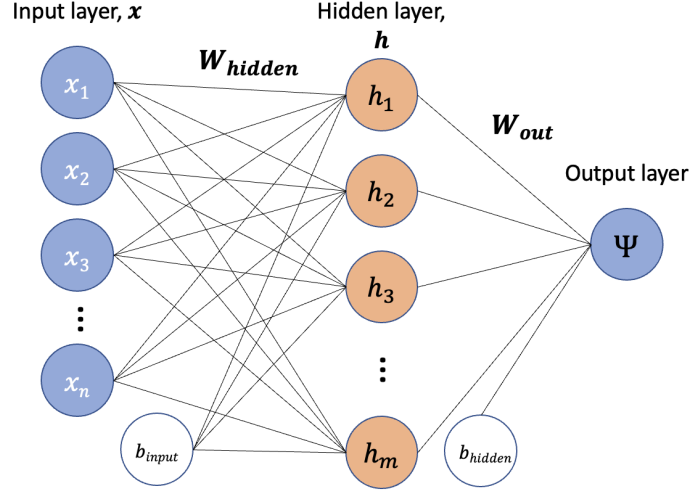 Input layer, x
Hidden layer,
h
W_hidden
W_out
Output layer
x_1
x_2
x_3
⋮
x_n
b_input
h_1
h_2
h_3
⋮
h_m
b_hidden
Ψ